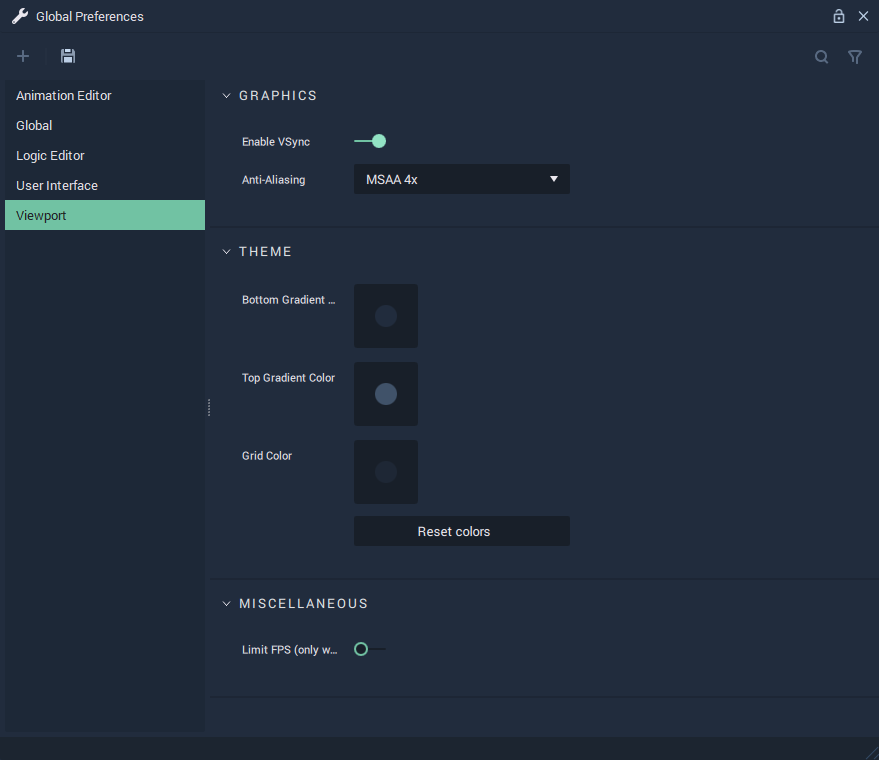 Global Preferences
Animation Editor
Global
Logic Editor
User Interface
Viewport
GRAPHICS
Enable VSync
Anti-Aliasing
MSAA 4x
THEME
Bottom Gradient ...
Top Gradient Color
Grid Color
Reset colors
MISCELLANEOUS
Limit FPS (only w...